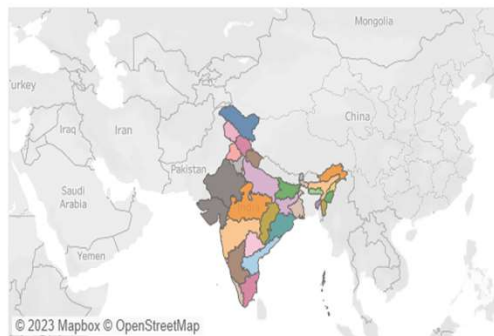 Mongolia
Turkey
China
Iraq
Iran
Pakistan
Saudi
Arabia
Yemen
© 2023 Mapbox © OpenStreetMap